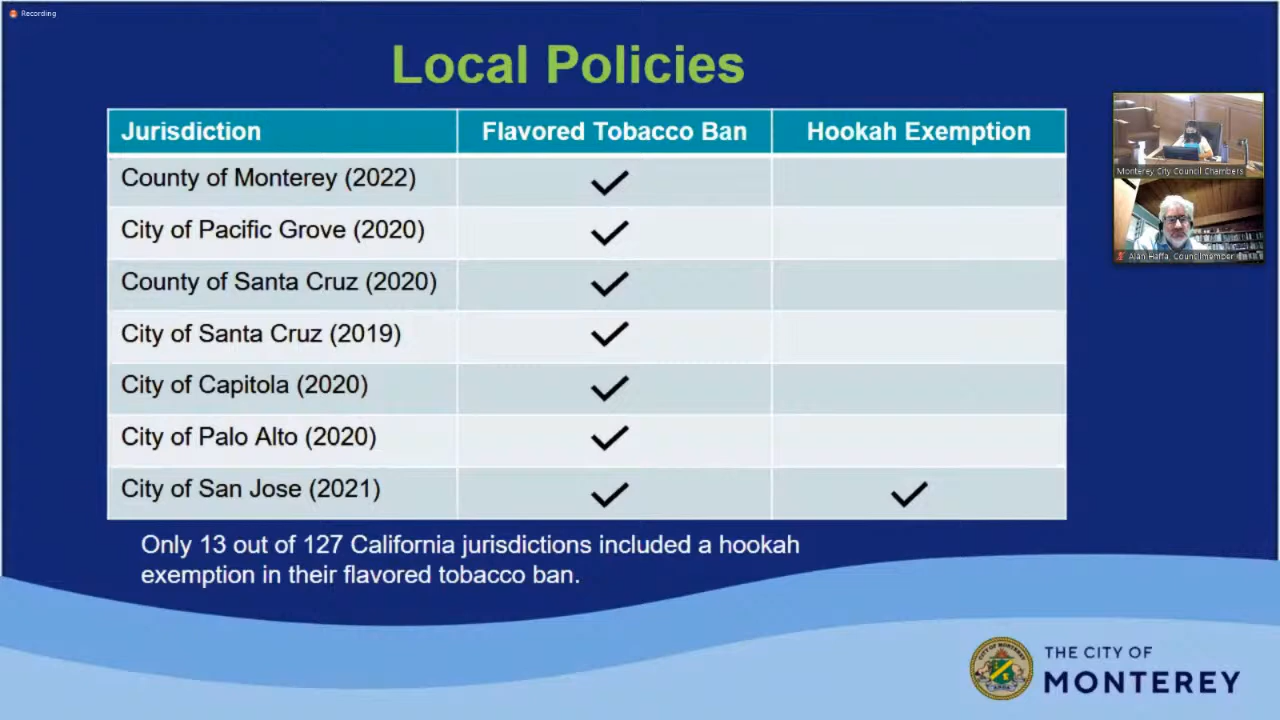 Recording
Local Policies
Jurisdiction Flavored Tobacco Ban Hookah Exemption
County of Monterey (2022) ✓
City of Pacific Grove (2020) ✓
County of Santa Cruz (2020) ✓
City of Santa Cruz (2019) ✓
City of Capitola (2020) ✓
City of Palo Alto (2020) ✓
City of San Jose (2021) ✓ ✓
Only 13 out of 127 California jurisdictions included a hookah
exemption in their flavored tobacco ban.
Monterey City Council Chambers
Alan Haffa, Councilmember
THE CITY OF
MONTEREY